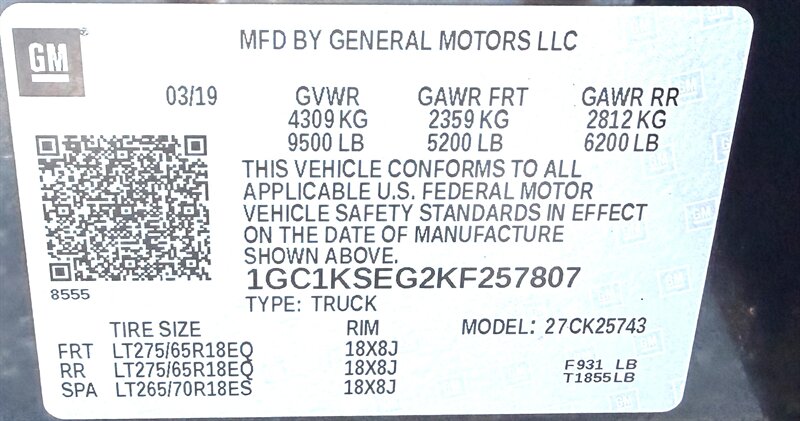 GM
MFD BY GENERAL MOTORS LLC
03/19 GVWR GAWR FRT GAWR RR
4309 KG 2359 KG 2812 KG
9500 LB 5200 LB 6200 LB
THIS VEHICLE CONFORMS TO ALL
APPLICABLE U.S. FEDERAL MOTOR
VEHICLE SAFETY STANDARDS IN EFFECT
ON THE DATE OF MANUFACTURE
SHOWN ABOVE.
1GC1KSEG2KF257807
8555
TYPE: TRUCK
TIRE SIZE RIM MODEL: 27CK25743
FRT LT275/65R18EQ 18X8J
RR LT275/65R18EQ 18X8J F931 LB
SPA LT265/70R18ES 18X8J T1855LB